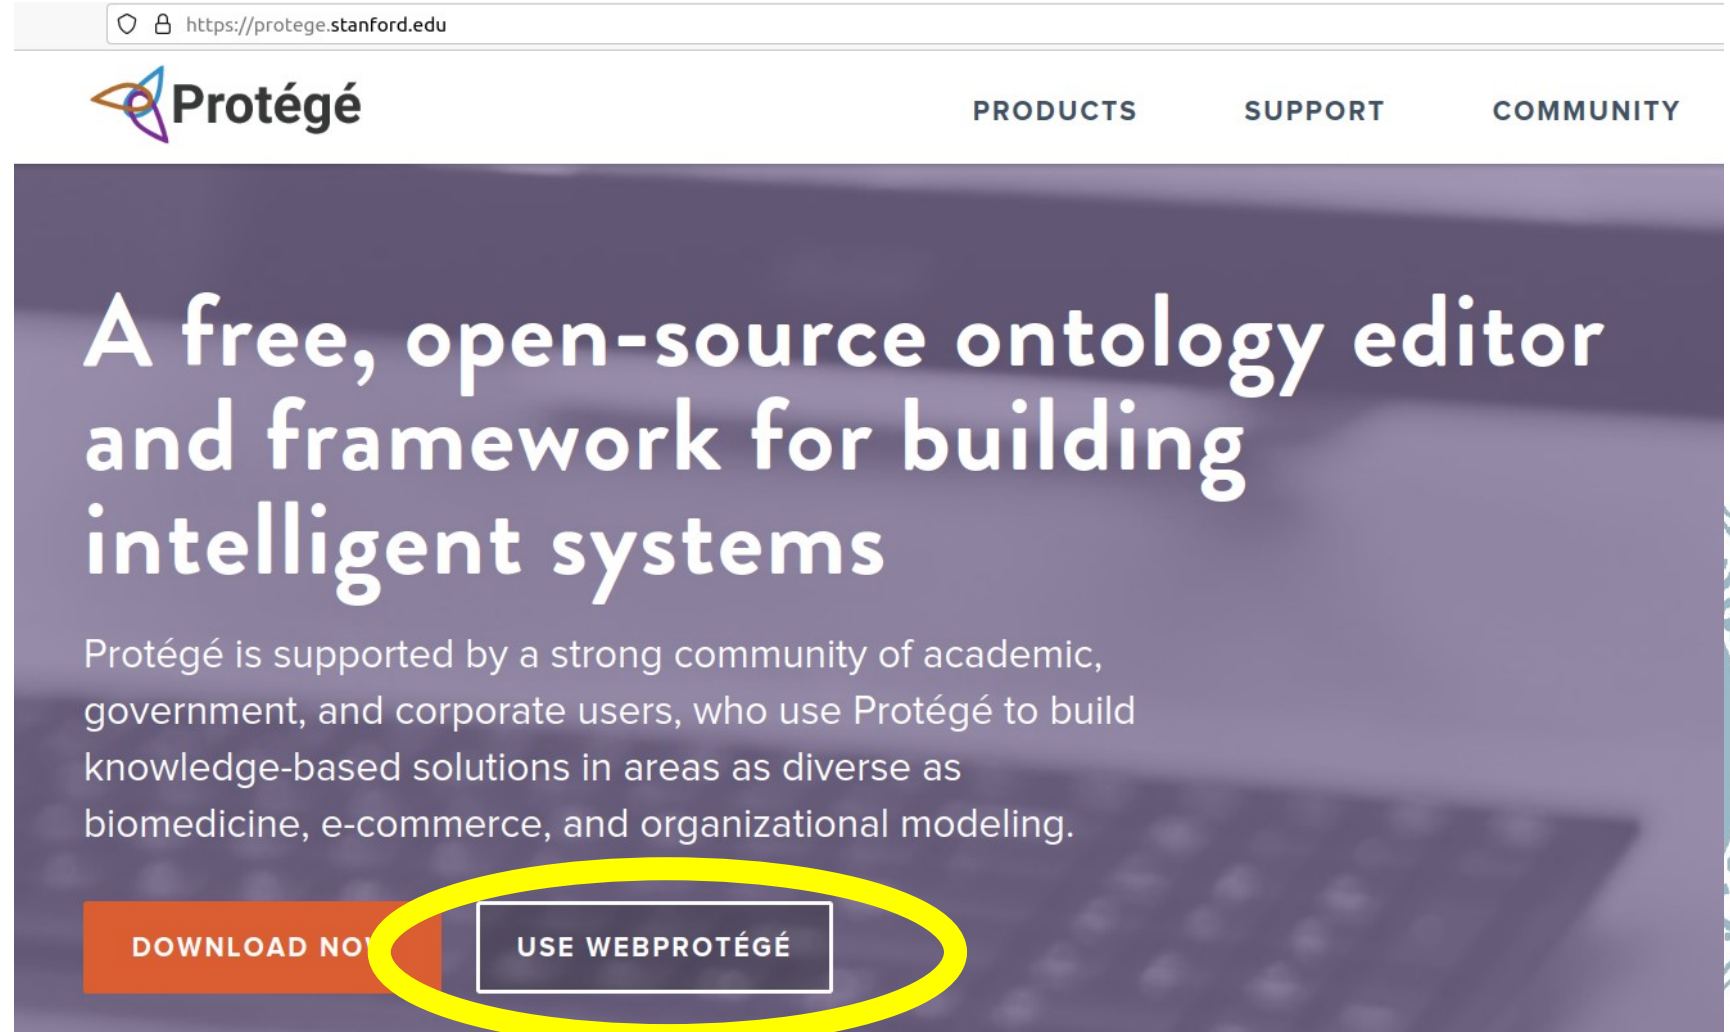 https://protege.stanford.edu
Protégé
PRODUCTS SUPPORT COMMUNITY
A free, open-source ontology editor
and framework for building
intelligent systems
Protégé is supported by a strong community of academic,
government, and corporate users, who use Protégé to build
knowledge-based solutions in areas as diverse as
biomedicine, e-commerce, and organizational modeling.
DOWNLOAD NOW USE WEBPROTÉGÉ